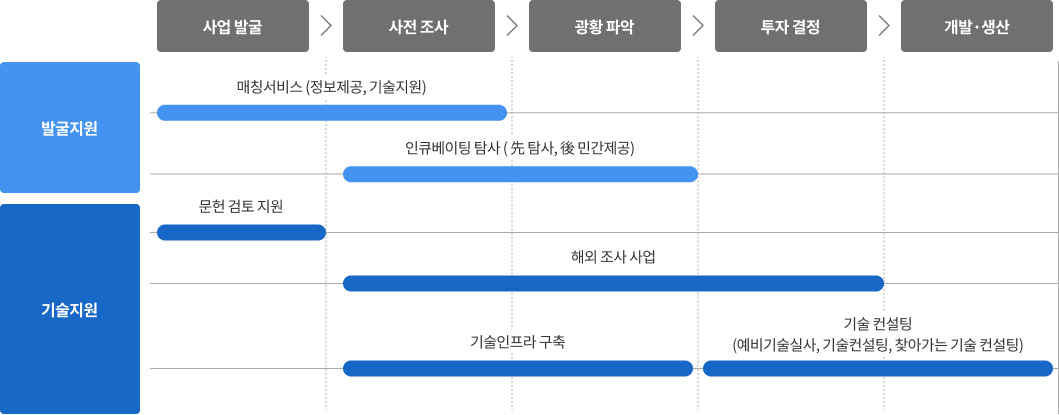 사업 발굴
사전 조사
광황 파악
투자 결정
개발·생산
발굴지원
매칭서비스 (정보제공, 기술지원)
인큐베이팅 탐사 ( 先 탐사, 後 민간제공)
기술지원
문헌 검토 지원
해외 조사 사업
기술인프라 구축
기술 컨설팅
(예비기술실사, 기술컨설팅, 찾아가는 기술 컨설팅)